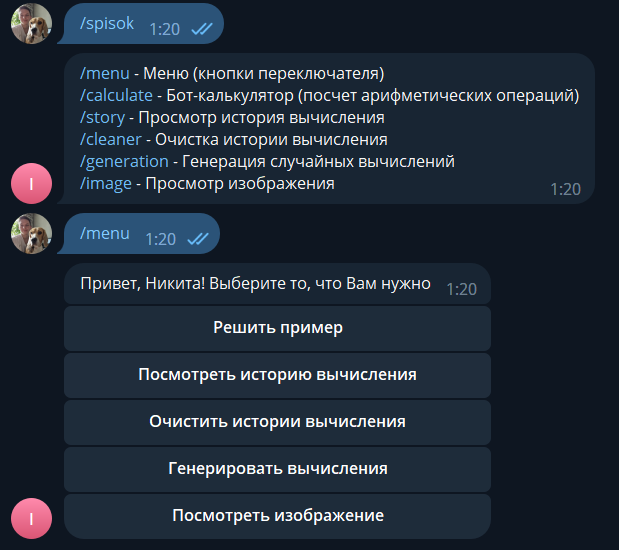 /spisok 1:20
/menu - Меню (кнопки переключателя)
/calculate - Бот-калькулятор (посчет арифметических операций)
/story - Просмотр история вычисления
/cleaner - Очистка истории вычисления
/generation - Генерация случайных вычислений
/image - Просмотр изображения
1:20
I
/menu 1:20
Привет, Никита! Выберите то, что Вам нужно 1:20
Решить пример
Посмотреть историю вычисления
Очистить истории вычисления
Генерировать вычисления
Посмотреть изображение
I